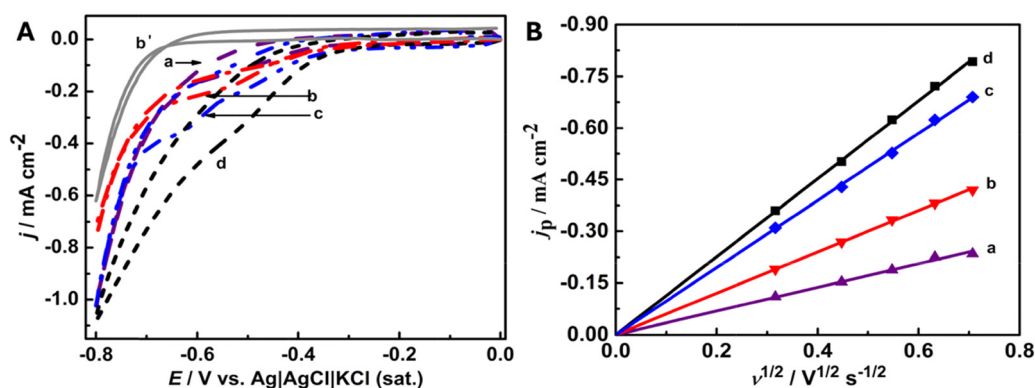 A
b'
a
b
c
d
0.0
-0.2
-0.4
-0.6
-0.8
-1.0
j / mA cm-2
-0.8 -0.6 -0.4 -0.2 0.0
E / V vs. Ag|AgCl|KCl (sat.)
B
d
c
b
a
-0.90
-0.75
-0.60
-0.45
-0.30
-0.15
0.00
jp / mA cm-2
0.0 0.2 0.4 0.6 0.8
ν1/2 / V1/2 s-1/2